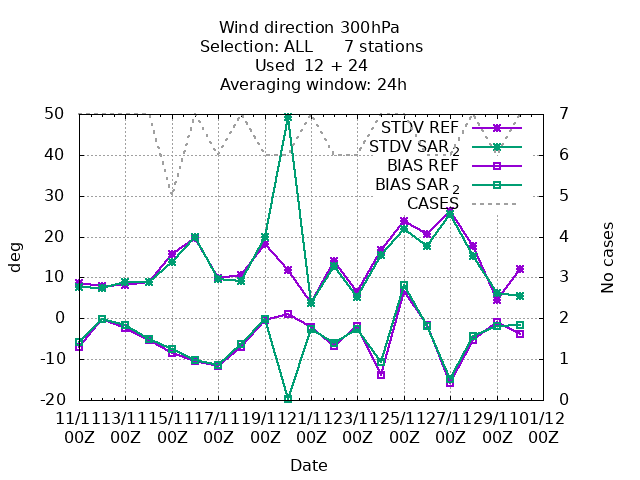 Wind direction 300hPa
Selection: ALL 7 stations
Used 12 + 24
Averaging window: 24h
50 7
STDV REF
STDV SAR 2
40 6
BIAS REF
BIAS SAR 2
30 5
CASES
20 4
deg No cases
10 3
0 2
-10 1
-20 0
11/11 13/11 15/11 17/11 19/11 21/11 23/11 25/11 27/11 29/11 01/12
00Z 00Z 00Z 00Z 00Z 00Z 00Z 00Z 00Z 00Z 00Z
Date